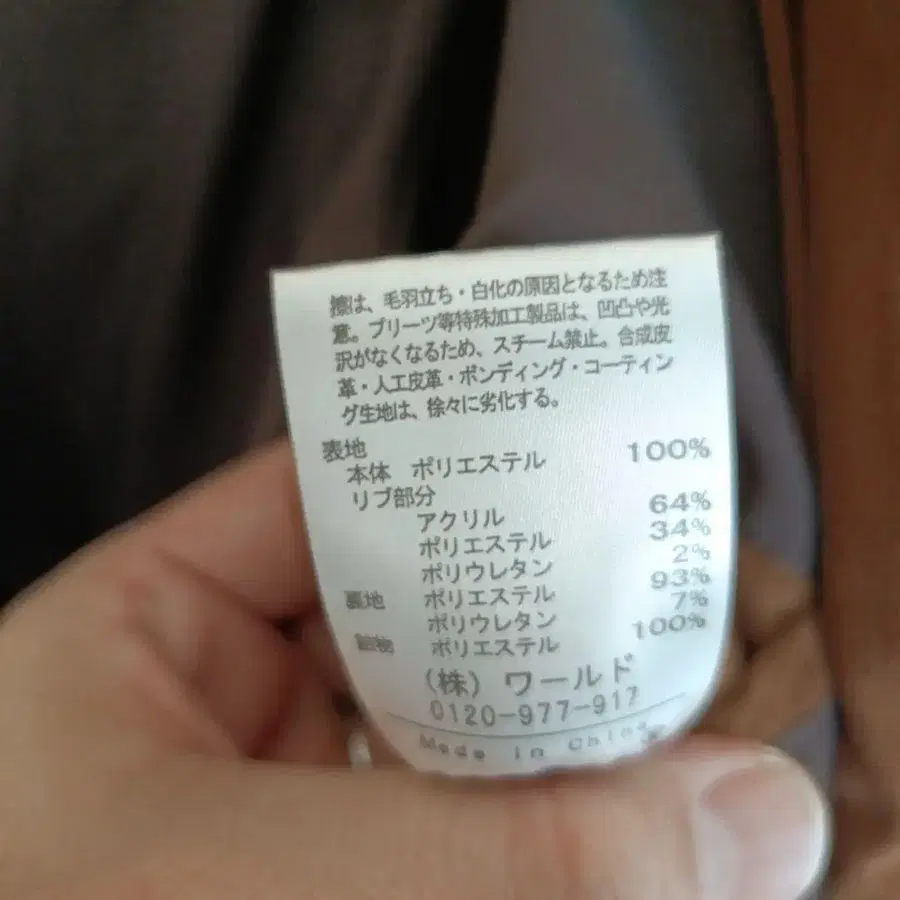 擦は、毛羽立ち・白化の原因となるため注
意。プリーツ等特殊加工製品は、凹凸や光
沢がなくなるため、スチーム禁止。合成皮
革・人工皮革・ボンディング・コーティン
グ生地は、徐々に劣化する。
表地
本体 ポリエステル 100%
リブ部分
アクリル 64%
ポリエステル 34%
ポリウレタン 2%
裏地 ポリエステル 93%
ポリウレタン 7%
詰物 ポリエステル 100%
(株) ワールド
0120-977-917
Made in China